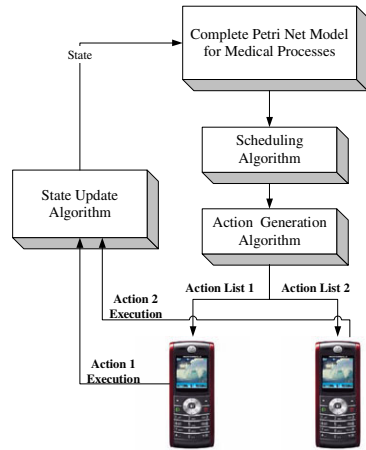 Complete Petri Net Model
for Medical Processes
State
Scheduling
Algorithm
State Update
Algorithm
Action Generation
Algorithm
Action List 1
Action List 2
Action 2
Execution
Action 1
Execution